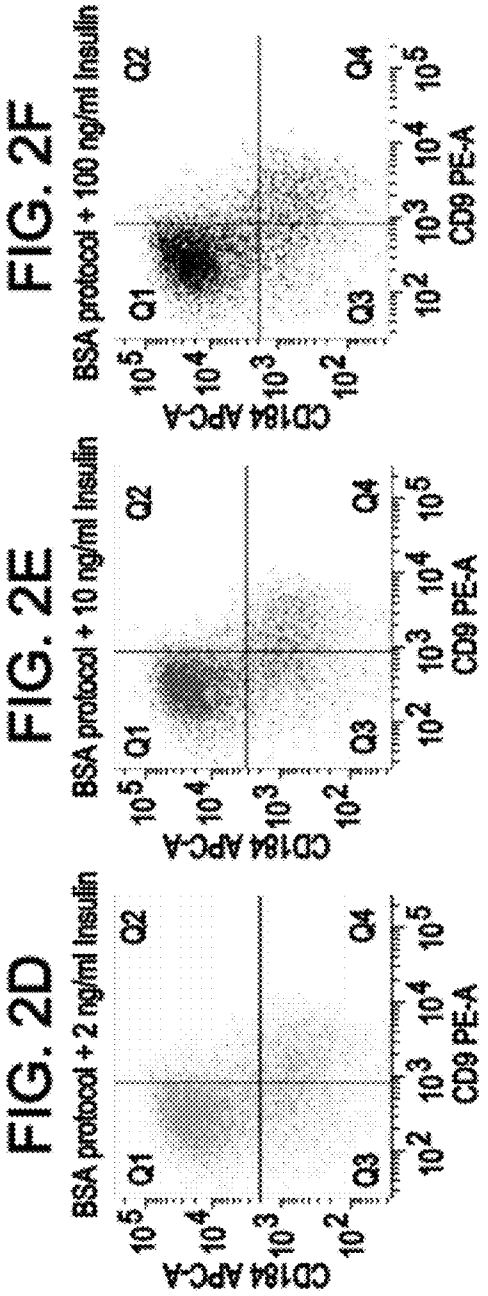 FIG. 2D
BSA protocol + 2 ng/ml Insulin
Q1
Q2
Q3
Q4
10^5
10^4
10^3
10^2
CD184 APC-A
10^2
10^3
10^4
10^5
CD9 PE-A
FIG. 2E
BSA protocol + 10 ng/ml Insulin
Q1
Q2
Q3
Q4
10^5
10^4
10^3
10^2
CD184 APC-A
10^2
10^3
10^4
10^5
CD9 PE-A
FIG. 2F
BSA protocol + 100 ng/ml Insulin
Q1
Q2
Q3
Q4
10^5
10^4
10^3
10^2
CD184 APC-A
10^2
10^3
10^4
10^5
CD9 PE-A